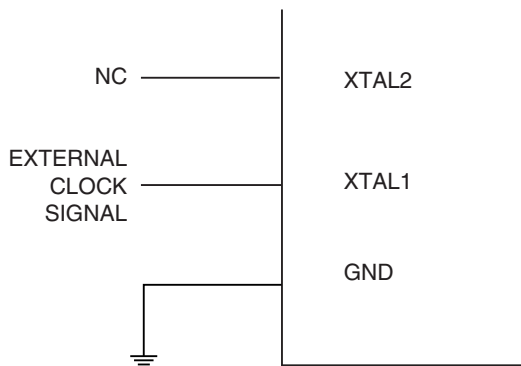 NC
XTAL2
EXTERNAL
CLOCK
SIGNAL
XTAL1
GND